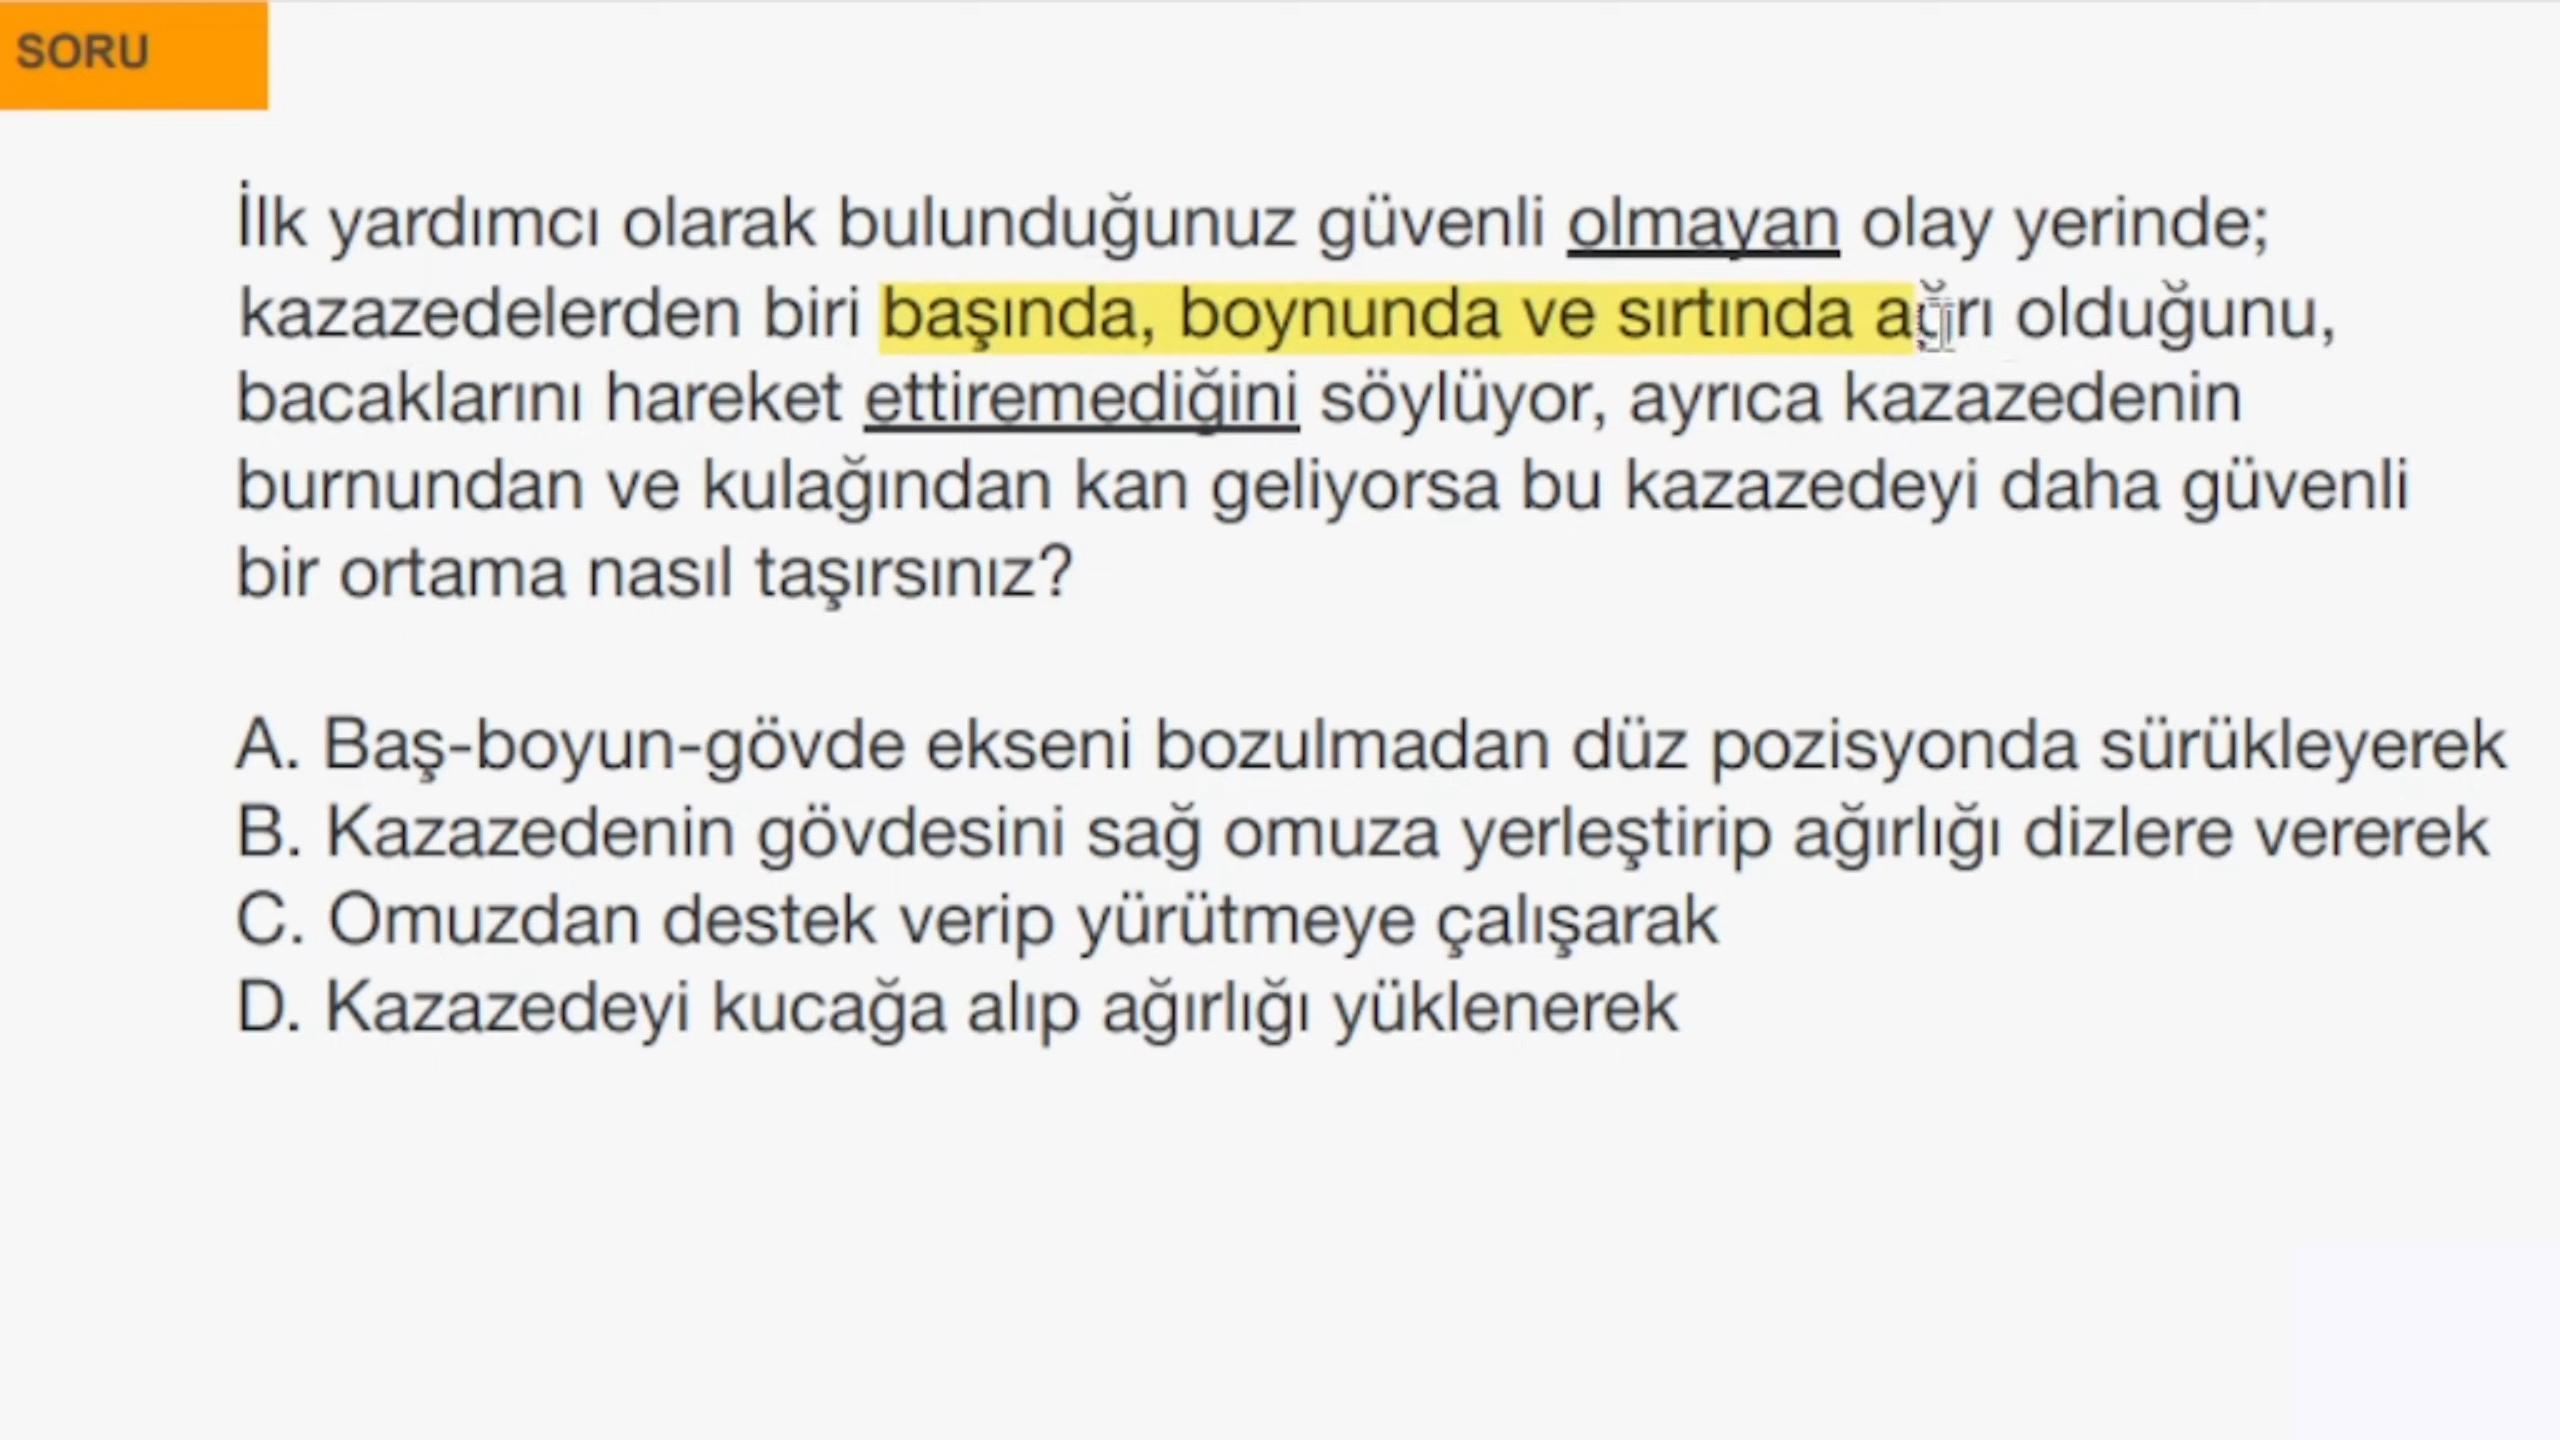 SORU
İlk yardımcı olarak bulunduğunuz güvenli olmayan olay yerinde;
kazazedelerden biri başında, boynunda ve sırtında ağrı olduğunu,
bacaklarını hareket ettiremediğini söylüyor, ayrıca kazazedenin
burnundan ve kulağından kan geliyorsa bu kazazedeyi daha güvenli
bir ortama nasıl taşırsınız?
A. Baş-boyun-gövde ekseni bozulmadan düz pozisyonda sürükleyerek
B. Kazazedenin gövdesini sağ omuza yerleştirip ağırlığı dizlere vererek
C. Omuzdan destek verip yürütmeye çalışarak
D. Kazazedeyi kucağa alıp ağırlığı yüklenerek